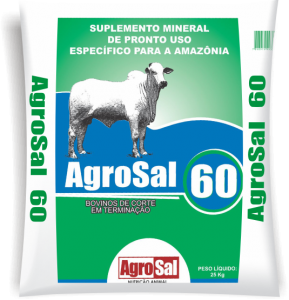 SUPLEMENTO MINERAL
DE PRONTO USO
ESPECÍFICO PARA A AMAZÔNIA
AgroSal 60
AgroSal 60
AgroSal 60
BOVINOS DE CORTE
EM TERMINAÇÃO
AgroSal
NUTRIÇÃO ANIMAL
PESO LÍQUIDO:
25 Kg